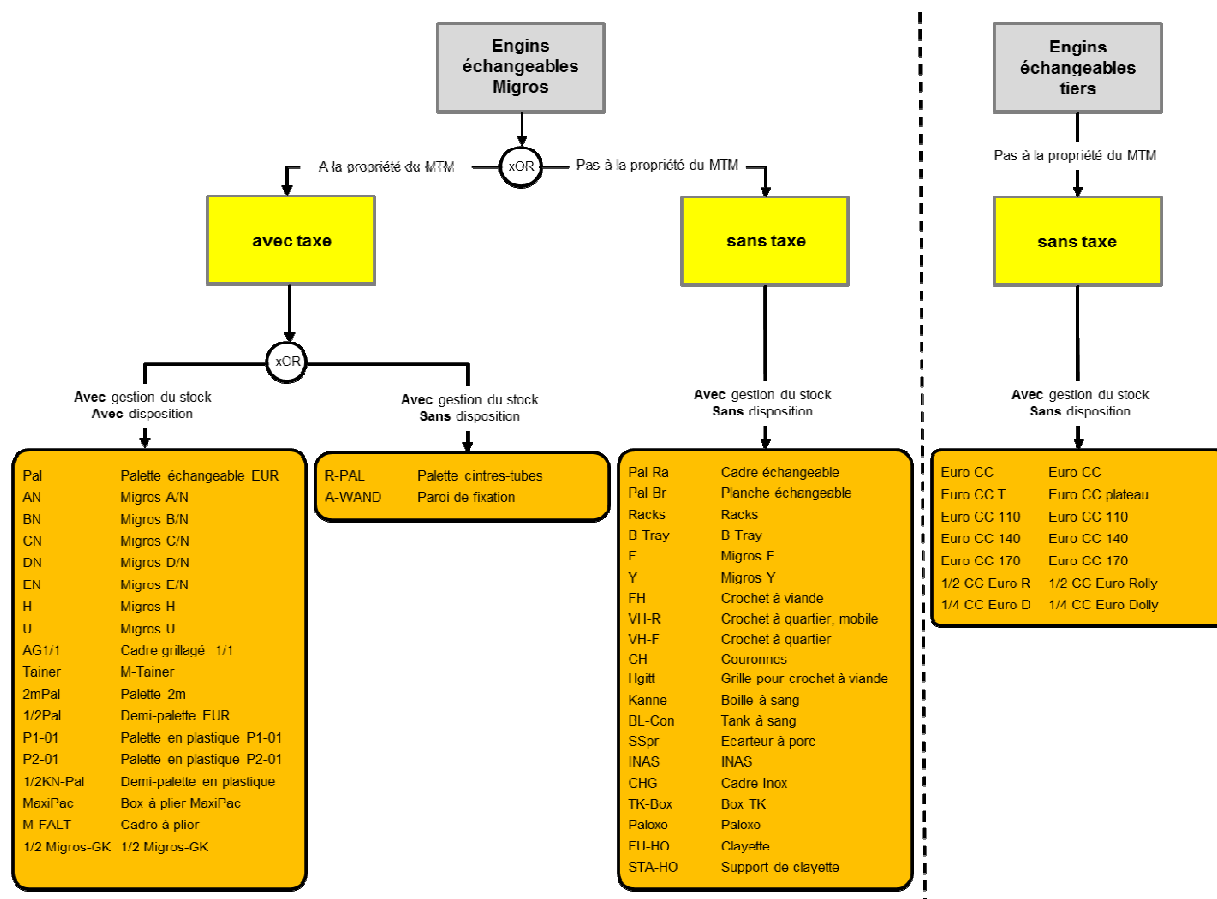 Engins
échangeables
Migros
Engins
échangeables
tiers
A la propriété du MTM
xOR
Pas à la propriété du MTM
Pas à la propriété du MTM
avec taxe
sans taxe
sans taxe
xOR
Avec gestion du stock
Avec disposition
Avec gestion du stock
Sans disposition
Avec gestion du stock
Sans disposition
Avec gestion du stock
Sans disposition
Pal Palette échangeable EUR
AN Migros A/N
BN Migros B/N
CN Migros C/N
DN Migros D/N
EN Migros E/N
H Migros H
U Migros U
AG1/1 Cadre grillagé 1/1
Tainer M-Tainer
2mPal Palette 2m
1/2Pal Demi-palette EUR
P1-01 Palette en plastique P1-01
P2-01 Palette en plastique P2-01
1/2KN-Pal Demi-palette en plastique
MaxiPac Box à plier MaxiPac
M-FALT Cadre à plier
1/2 Migros-GK 1/2 Migros-GK
R-PAL Palette cintres-tubes
A-WAND Paroi de fixation
Pal Ra Cadre échangeable
Pal Br Planche échangeable
Racks Racks
B Tray B Tray
F Migros F
Y Migros Y
FH Crochet à viande
VH-R Crochet à quartier, mobile
VH-F Crochet à quartier
CH Couronnes
Hgitt Grille pour crochet à viande
Kanne Boille à sang
BL-Con Tank à sang
SSpr Ecarteur à porc
INAS INAS
CHG Cadre Inox
TK-Box Box TK
Paloxe Paloxe
EU-HO Clayette
STA-HO Support de clayette
Euro CC Euro CC
Euro CC T Euro CC plateau
Euro CC 110 Euro CC 110
Euro CC 140 Euro CC 140
Euro CC 170 Euro CC 170
1/2 CC Euro R 1/2 CC Euro Rolly
1/4 CC Euro D 1/4 CC Euro Dolly